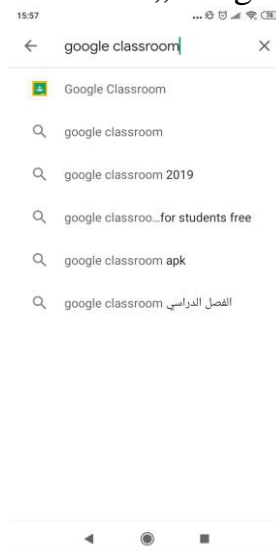 15:57
google classroom
Google Classroom
google classroom
google classroom 2019
google classroo...for students free
google classroom apk
google classroom الفصل الدراسي